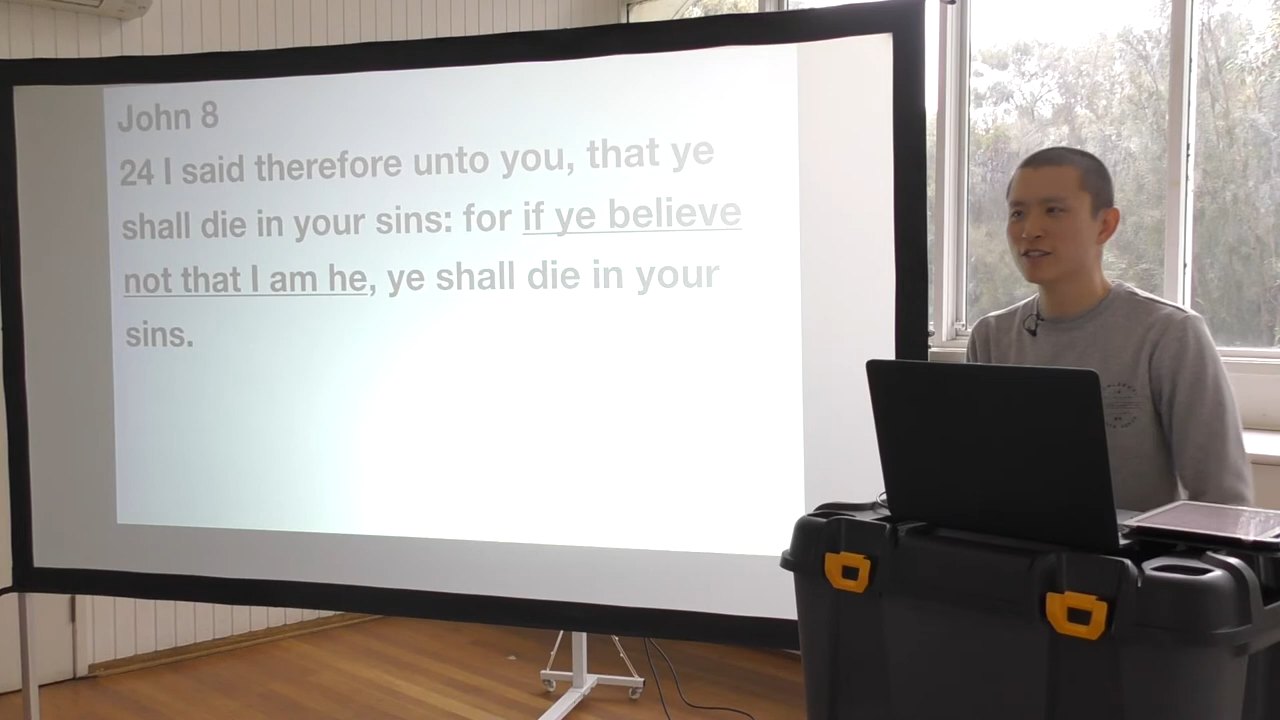 John 8
24 I said therefore unto you, that ye
shall die in your sins: for if ye believe
not that I am he, ye shall die in your
sins.